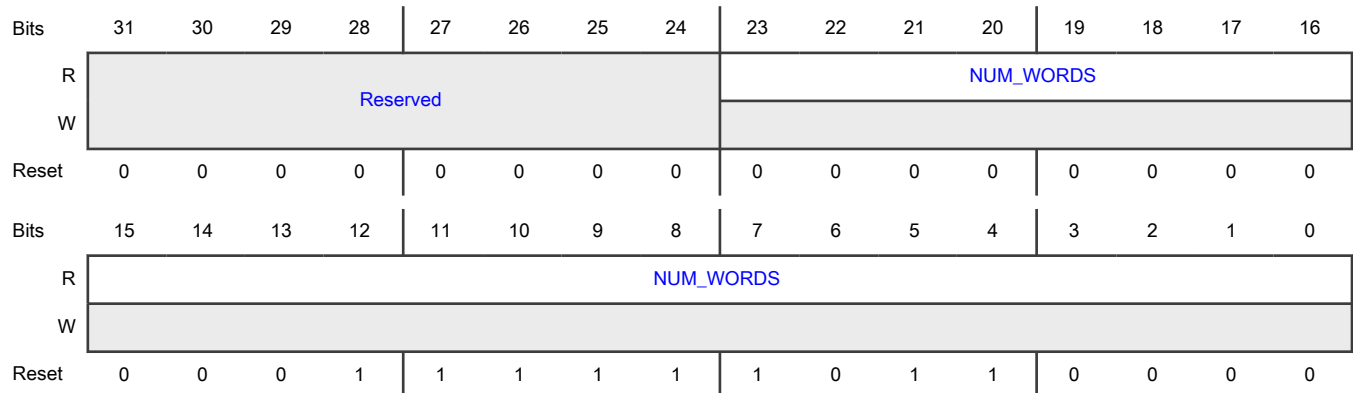 Bits 31 30 29 28 27 26 25 24 23 22 21 20 19 18 17 16
R Reserved NUM_WORDS
W
Reset 0 0 0 0 0 0 0 0 0 0 0 0 0 0 0 0
Bits 15 14 13 12 11 10 9 8 7 6 5 4 3 2 1 0
R NUM_WORDS
W
Reset 0 0 0 1 1 1 1 1 1 0 1 1 0 0 0 0